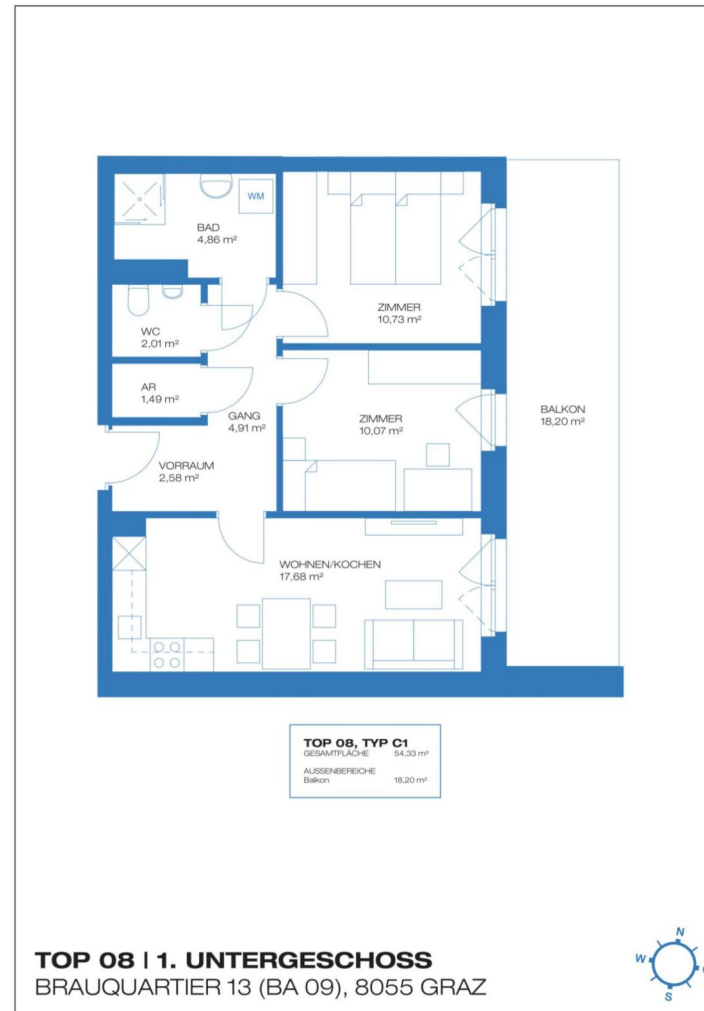 WM
BAD
4,86 m²
ZIMMER
10,73 m²
WC
2,01 m²
AR
1,49 m²
GANG
4,91 m²
ZIMMER
10,07 m²
BALKON
18,20 m²
VORRAUM
2,58 m²
WOHNEN/KOCHEN
17,68 m²
TOP 08, TYP C1
GESAMTFLÄCHE 54,33 m²
AUSSENBEREICHE
Balkon 18,20 m²
TOP 08 | 1. UNTERGESCHOSS
BRAUQUARTIER 13 (BA 09), 8055 GRAZ
N
W
S